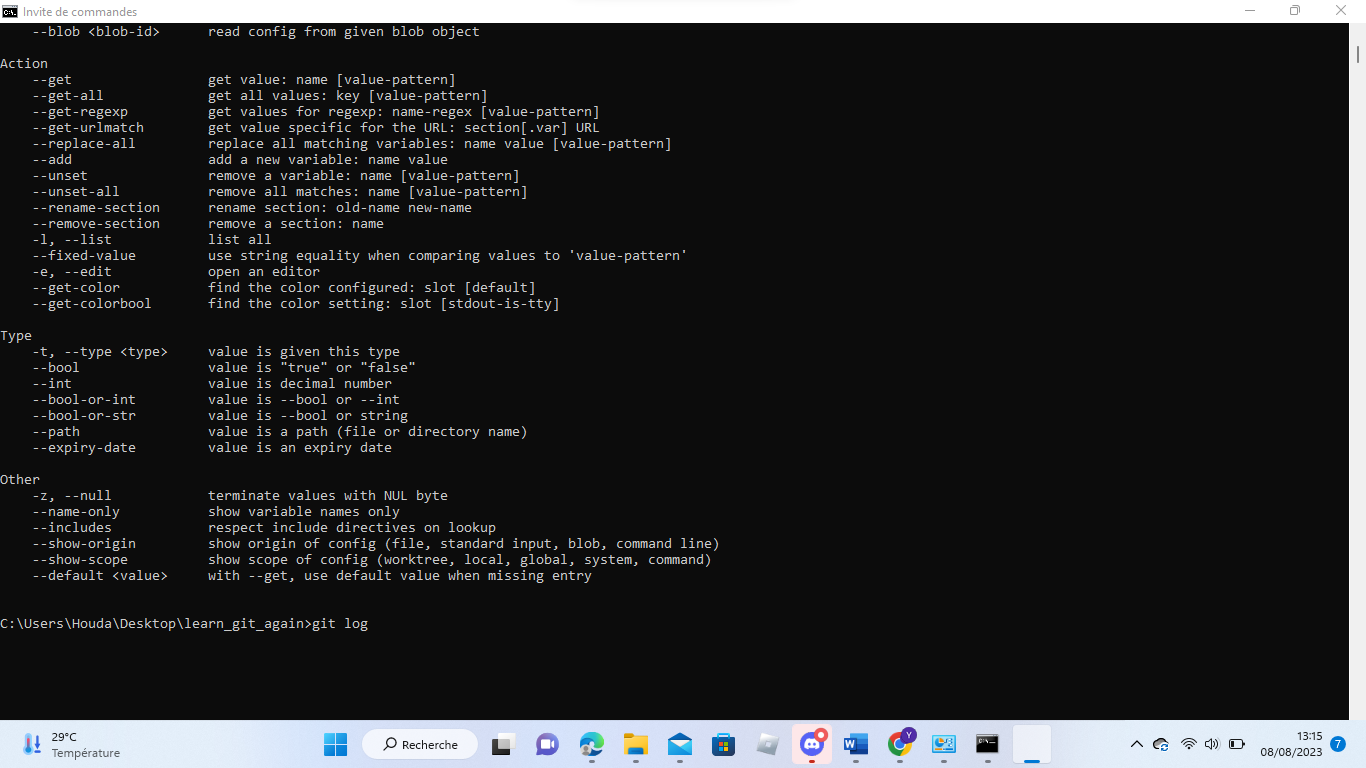 Invite de commandes
--blob <blob-id> read config from given blob object
Action
--get get value: name [value-pattern]
--get-all get all values: key [value-pattern]
--get-regexp get values for regexp: name-regex [value-pattern]
--get-urlmatch get value specific for the URL: section[.var] URL
--replace-all replace all matching variables: name value [value-pattern]
--add add a new variable: name value
--unset remove a variable: name [value-pattern]
--unset-all remove all matches: name [value-pattern]
--rename-section rename section: old-name new-name
--remove-section remove a section: name
-l, --list list all
--fixed-value use string equality when comparing values to 'value-pattern'
-e, --edit open an editor
--get-color find the color configured: slot [default]
--get-colorbool find the color setting: slot [stdout-is-tty]
Type
-t, --type <type> value is given this type
--bool value is "true" or "false"
--int value is decimal number
--bool-or-int value is --bool or --int
--bool-or-str value is --bool or string
--path value is a path (file or directory name)
--expiry-date value is an expiry date
Other
-z, --null terminate values with NUL byte
--name-only show variable names only
--includes respect include directives on lookup
--show-origin show origin of config (file, standard input, blob, command line)
--show-scope show scope of config (worktree, local, global, system, command)
--default <value> with --get, use default value when missing entry
C:\Users\Houda\Desktop\learn_git_again>git log
29°C
Température
Recherche
Y
13:15
08/08/2023
7